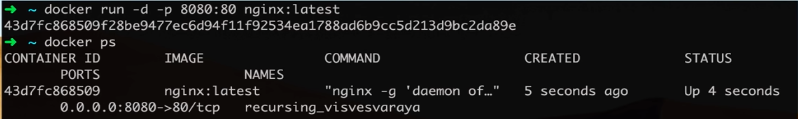 ➜ ~ docker run -d -p 8080:80 nginx:latest
43d7fc868509f28be9477ec6d94f11f92534ea1788ad6b9cc5d213d9bc2da89e
➜ ~ docker ps
CONTAINER ID        IMAGE               COMMAND                  CREATED             STATUS
      PORTS                  NAMES
43d7fc868509        nginx:latest        "nginx -g 'daemon of…"   5 seconds ago       Up 4 seconds
      0.0.0.0:8080->80/tcp   recursing_visvesvaraya